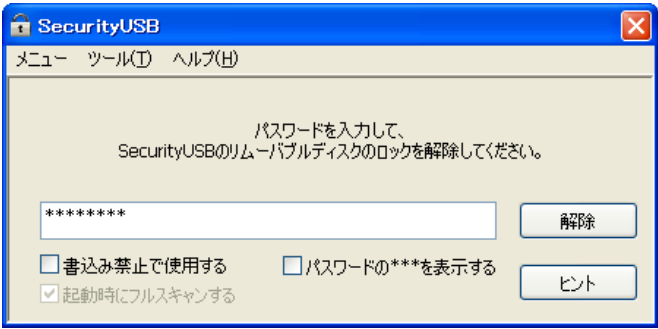 SecurityUSB
メニュー ツール(T) ヘルプ(H)
パスワードを入力して、
SecurityUSBのリムーバブルディスクのロックを解除してください。
********
解除
書込み禁止で使用する
パスワードの***を表示する
起動時にフルスキャンする
ヒント